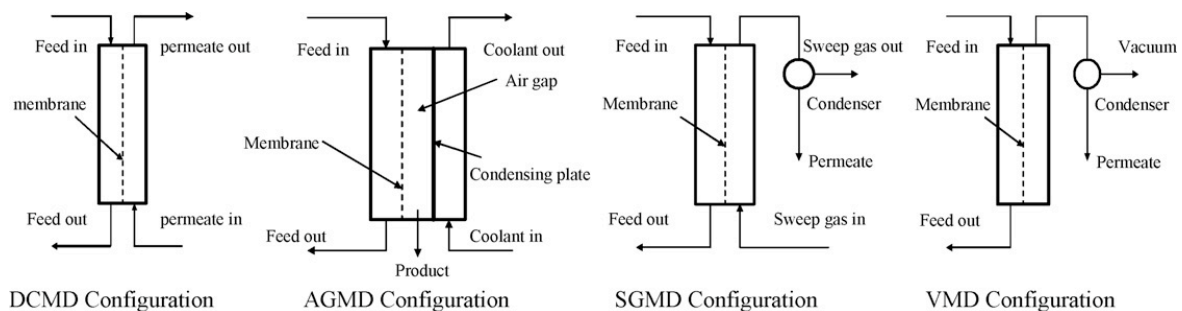 Feed in
permeate out
membrane
Feed out
permeate in
DCMD Configuration
Feed in
Coolant out
Air gap
Membrane
Condensing plate
Feed out
Coolant in
Product
AGMD Configuration
Feed in
Sweep gas out
Membrane
Condenser
Permeate
Feed out
Sweep gas in
SGMD Configuration
Feed in
Vacuum
Membrane
Condenser
Permeate
Feed out
VMD Configuration